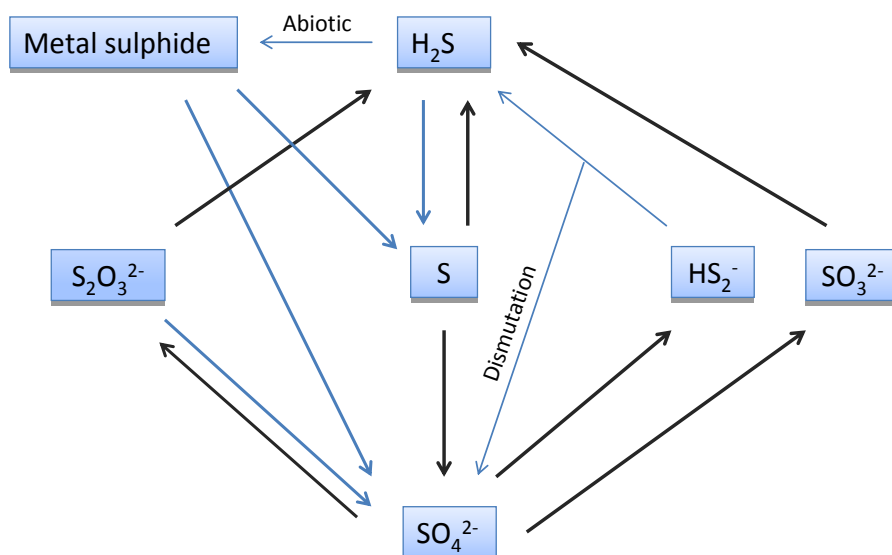 Abiotic
Metal sulphide
H₂S
S₂O₃²⁻
S
HS₂⁻
SO₃²⁻
Dismutation
SO₄²⁻